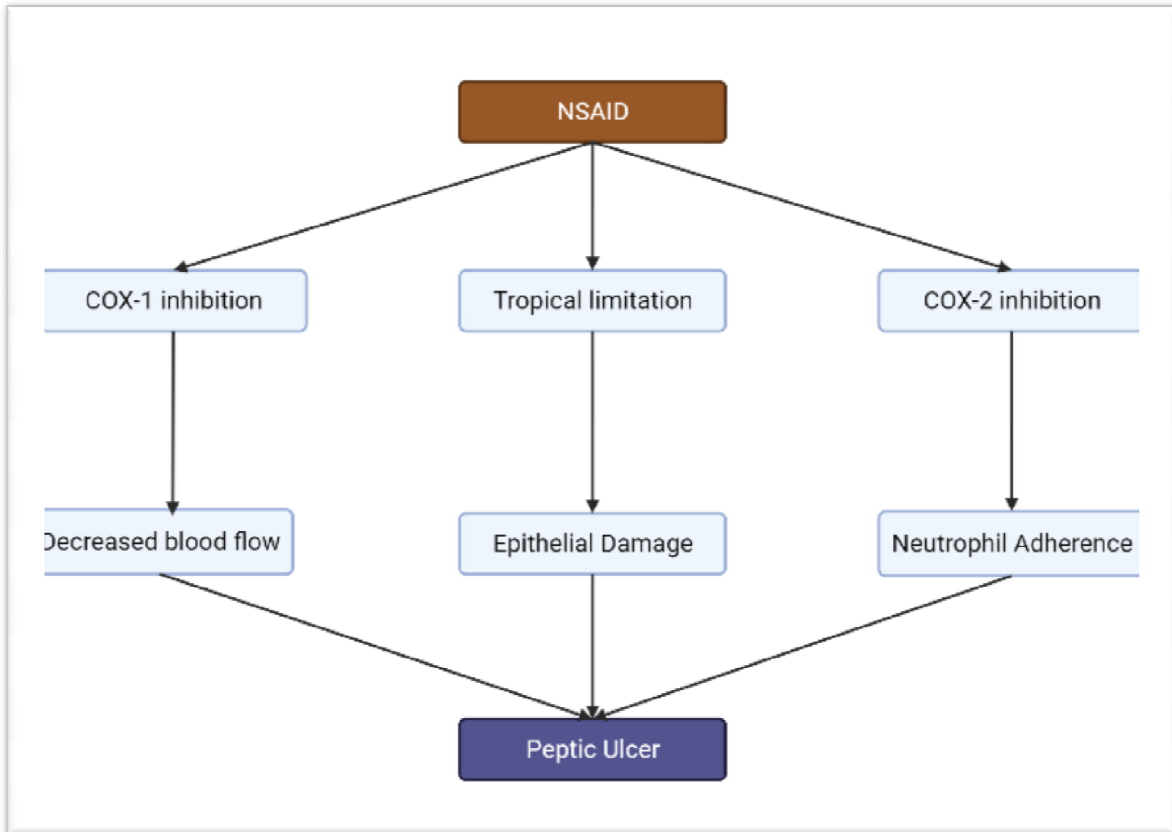 NSAID
COX-1 inhibition
Tropical limitation
COX-2 inhibition
Decreased blood flow
Epithelial Damage
Neutrophil Adherence
Peptic Ulcer